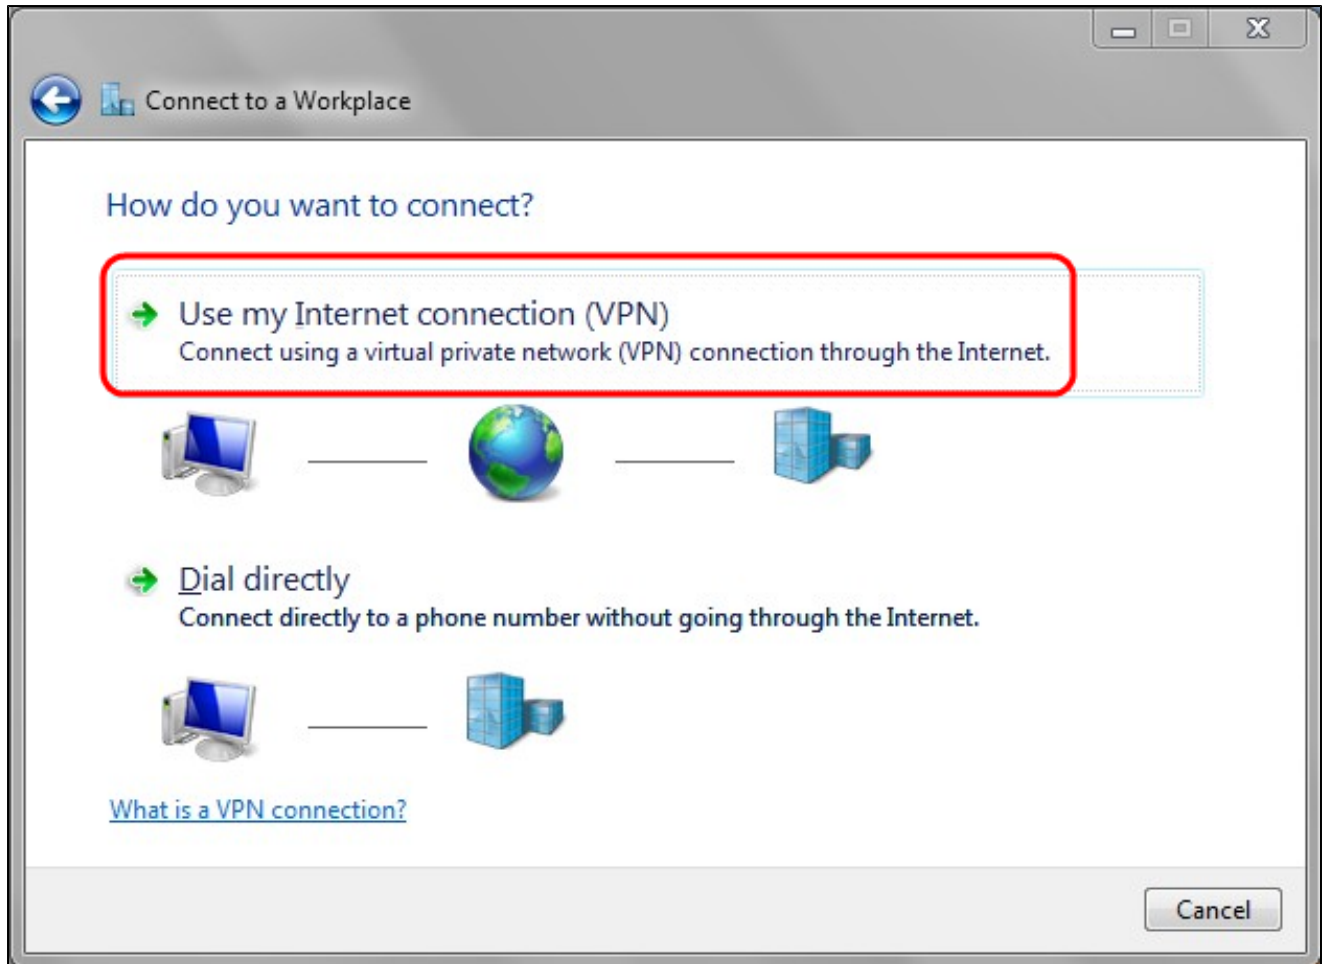 Connect to a Workplace
How do you want to connect?
Use my Internet connection (VPN)
Connect using a virtual private network (VPN) connection through the Internet.
Dial directly
Connect directly to a phone number without going through the Internet.
What is a VPN connection?
Cancel